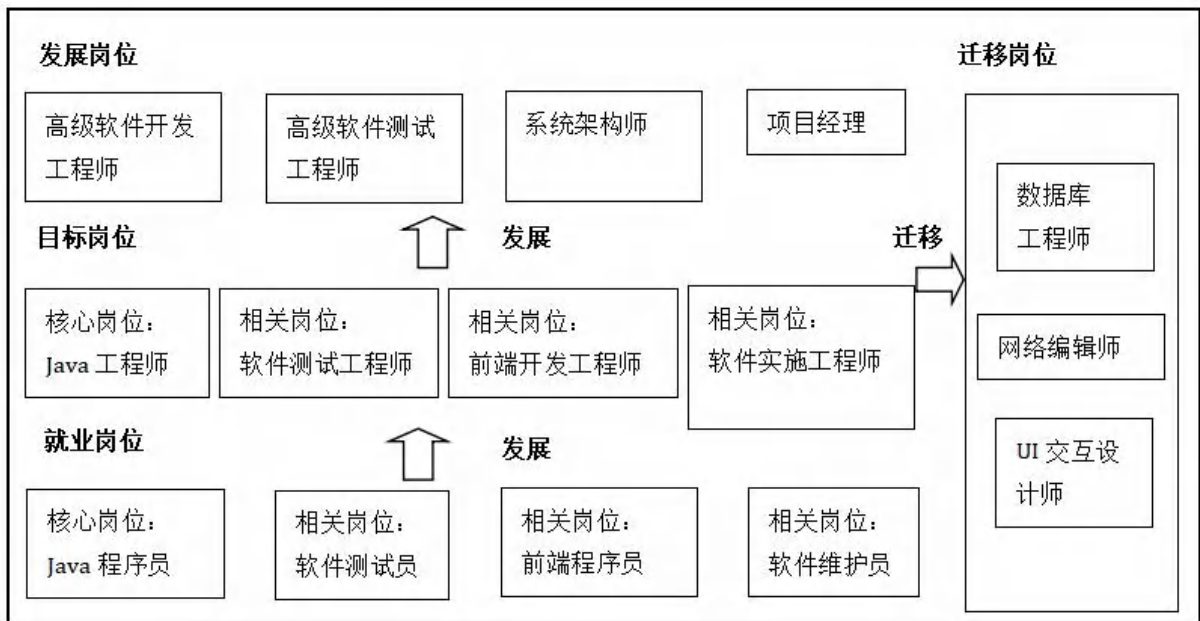 发展岗位
迁移岗位
高级软件开发
工程师
高级软件测试
工程师
系统架构师
项目经理
数据库
工程师
目标岗位
发展
迁移
核心岗位：
Java 工程师
相关岗位：
软件测试工程师
相关岗位：
前端开发工程师
相关岗位：
软件实施工程师
网络编辑师
就业岗位
发展
UI 交互设
计师
核心岗位：
Java 程序员
相关岗位：
软件测试员
相关岗位：
前端程序员
相关岗位：
软件维护员